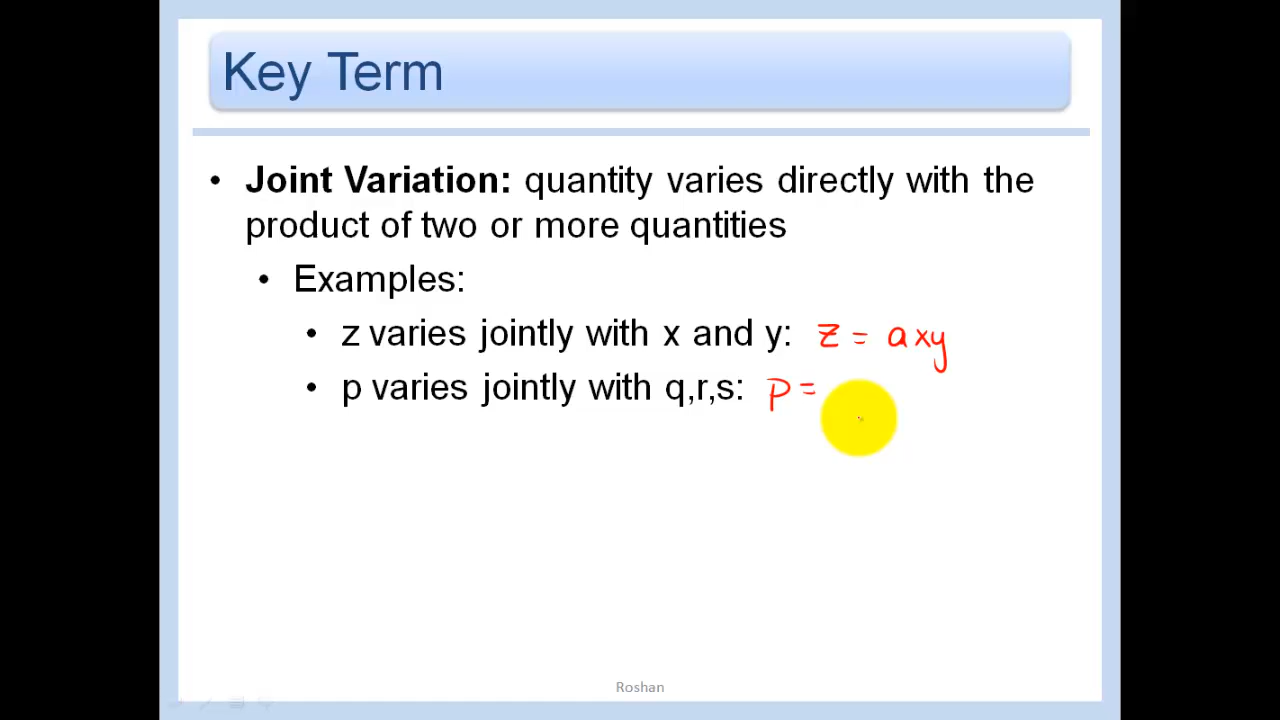 Key Term
• Joint Variation: quantity varies directly with the
product of two or more quantities
• Examples:
• z varies jointly with x and y: z = axy
• p varies jointly with q,r,s: p =
Roshan